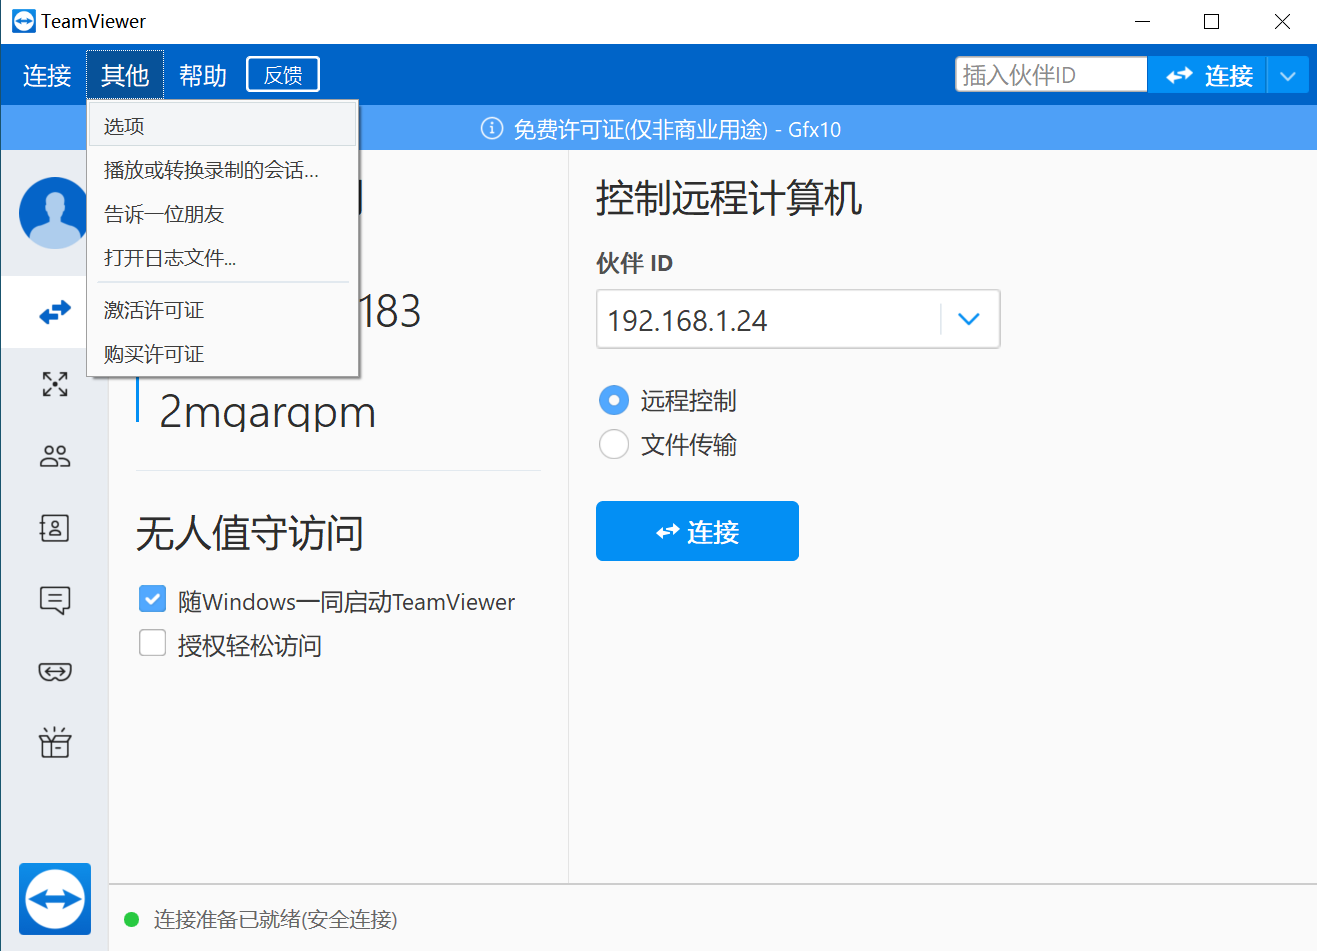 TeamViewer
连接 其他 帮助 反馈 插入伙伴ID 连接
免费许可证(仅非商业用途) - Gfx10
选项
播放或转换录制的会话...
告诉一位朋友
打开日志文件...
激活许可证
购买许可证
183
2mqarqpm
无人值守访问
随Windows一同启动TeamViewer
授权轻松访问
控制远程计算机
伙伴 ID
192.168.1.24
远程控制
文件传输
连接
连接准备已就绪(安全连接)